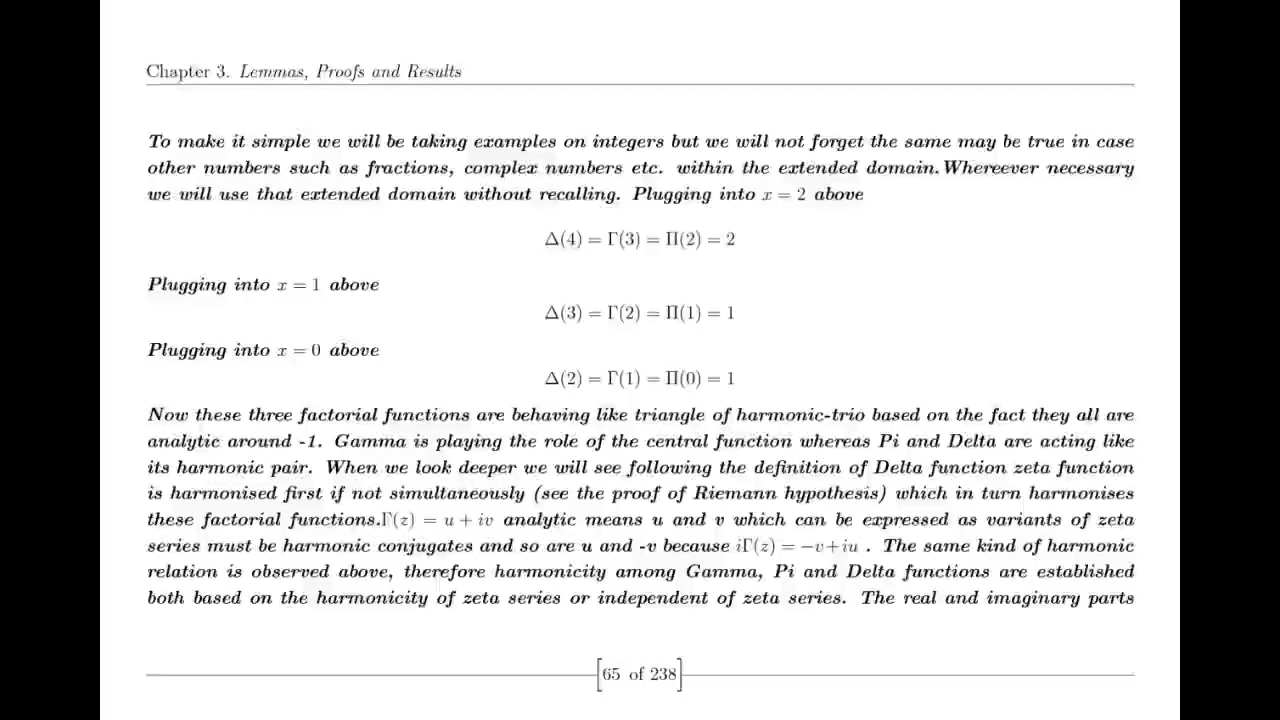 Chapter 3. Lemmas, Proofs and Results
To make it simple we will be taking examples on integers but we will not forget the same may be true in case
other numbers such as fractions, complex numbers etc. within the extended domain.Whereever necessary
we will use that extended domain without recalling. Plugging into x = 2 above
Δ(4) = Γ(3) = Π(2) = 2
Plugging into x = 1 above
Δ(3) = Γ(2) = Π(1) = 1
Plugging into x = 0 above
Δ(2) = Γ(1) = Π(0) = 1
Now these three factorial functions are behaving like triangle of harmonic-trio based on the fact they all are
analytic around -1. Gamma is playing the role of the central function whereas Pi and Delta are acting like
its harmonic pair. When we look deeper we will see following the definition of Delta function zeta function
is harmonised first if not simultaneously (see the proof of Riemann hypothesis) which in turn harmonises
these factorial functions.Γ(z) = u + iv analytic means u and v which can be expressed as variants of zeta
series must be harmonic conjugates and so are u and -v because iΓ(z) = −v+iu . The same kind of harmonic
relation is observed above, therefore harmonicity among Gamma, Pi and Delta functions are established
both based on the harmonicity of zeta series or independent of zeta series. The real and imaginary parts
[65 of 238]